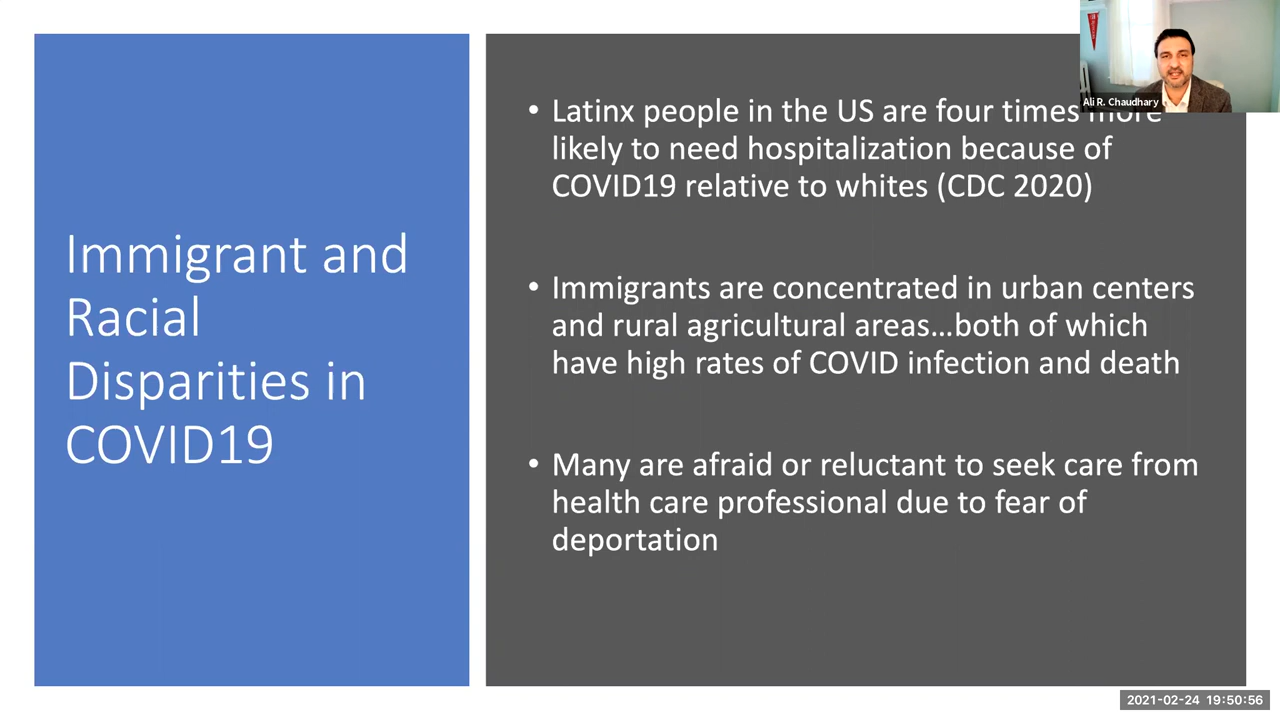 Immigrant and
Racial
Disparities in
COVID19
• Latinx people in the US are four times more
likely to need hospitalization because of
COVID19 relative to whites (CDC 2020)
• Immigrants are concentrated in urban centers
and rural agricultural areas…both of which
have high rates of COVID infection and death
• Many are afraid or reluctant to seek care from
health care professional due to fear of
deportation
Ali R. Chaudhary
2021-02-24 19:50:56